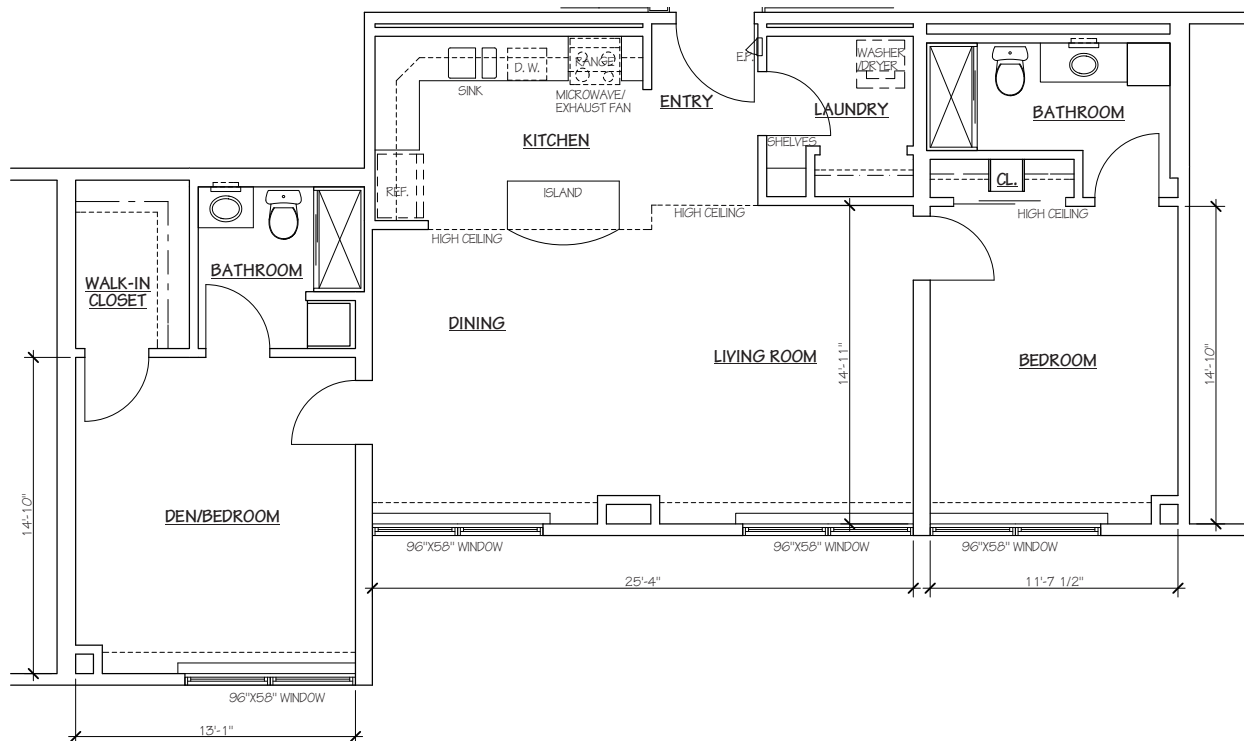 WASHER
/DRYER
E.P.
RANGE
D. W.
SINK
MICROWAVE/
EXHAUST FAN
ENTRY
LAUNDRY
BATHROOM
KITCHEN
SHELVES
REF.
ISLAND
CL.
HIGH CEILING
HIGH CEILING
HIGH CEILING
BATHROOM
WALK-IN
CLOSET
DINING
LIVING ROOM
14'-11"
BEDROOM
14'-10"
14'-10"
DEN/BEDROOM
96"X58" WINDOW
96"X58" WINDOW
96"X58" WINDOW
25'-4"
11'-7 1/2"
96"X58" WINDOW
13'-1"